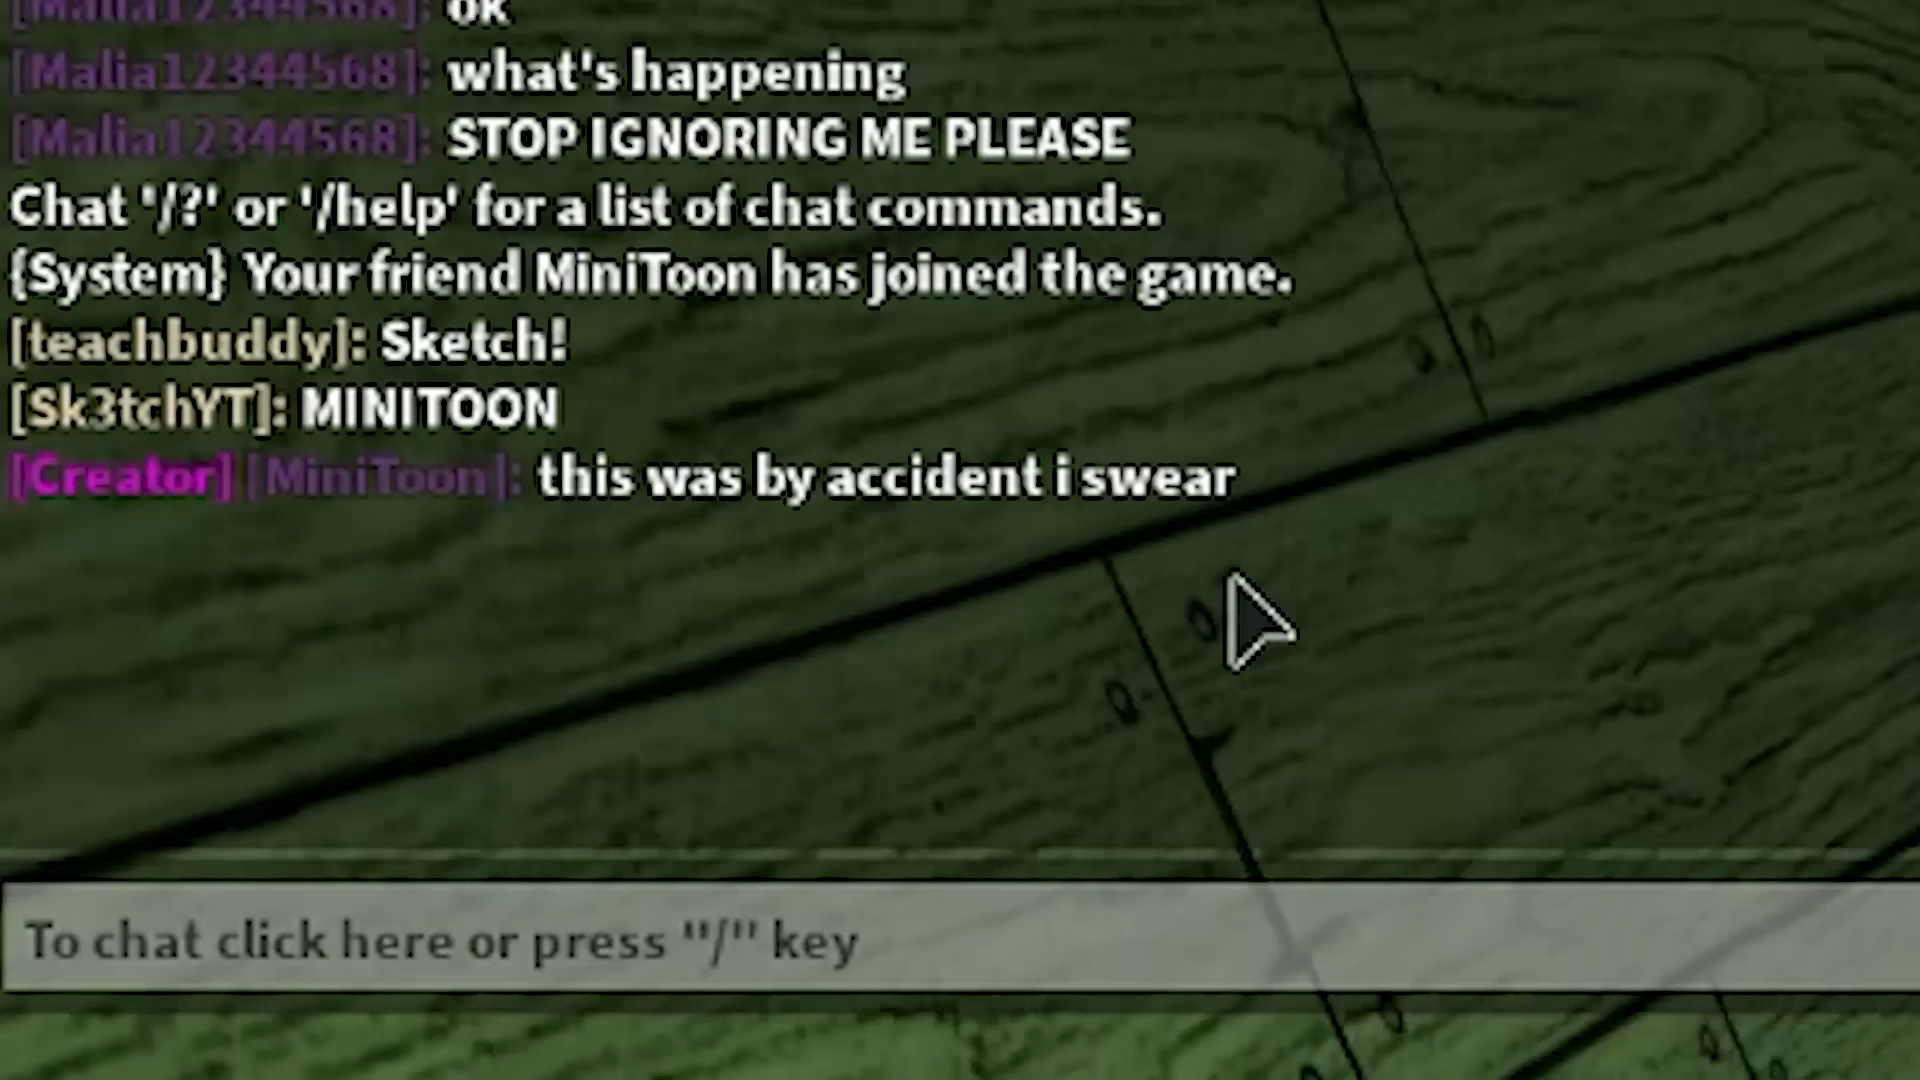 [Malia12344568]: ok
[Malia12344568]: what's happening
[Malia12344568]: STOP IGNORING ME PLEASE
Chat '/?' or '/help' for a list of chat commands.
{System} Your friend MiniToon has joined the game.
[teachbuddy]: Sketch!
[Sk3tchYT]: MINITOON
[Creator] [MiniToon]: this was by accident i swear
To chat click here or press "/" key